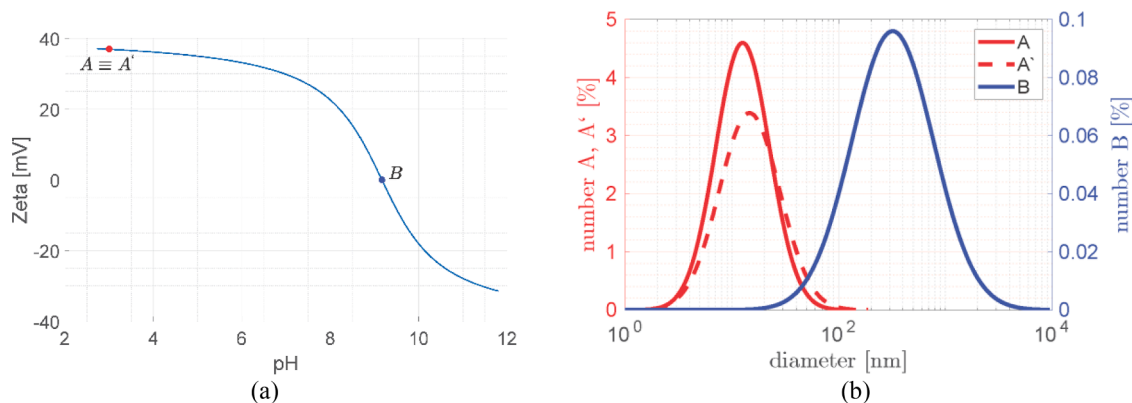 40
20
0
-20
-40
Zeta [mV]
A ≡ A‘
B
2 4 6 8 10 12
pH
(a)
5
4
3
2
1
0
number A, A‘ [%]
A
A`
B
0.1
0.08
0.06
0.04
0.02
0
number B [%]
10^0 10^2 10^4
diameter [nm]
(b)